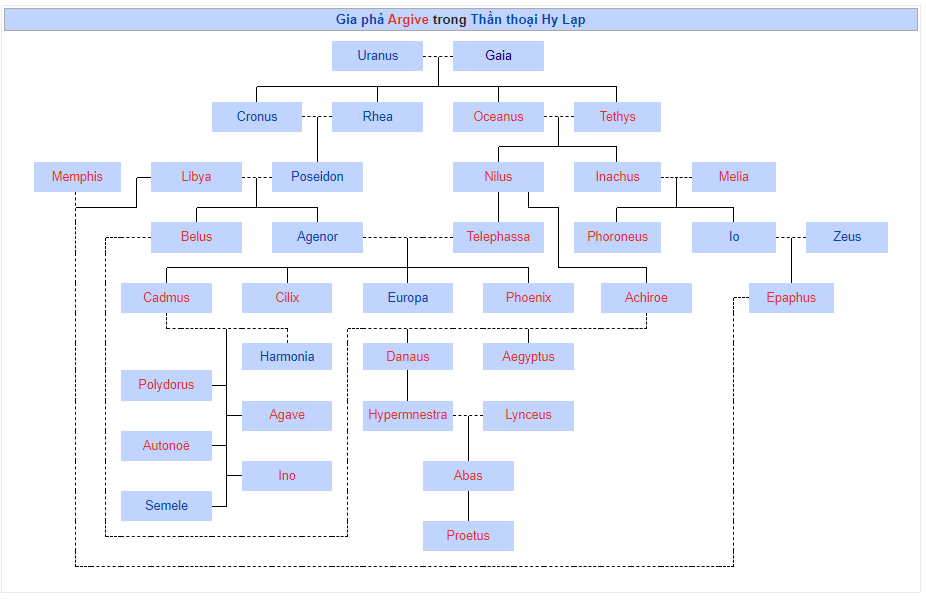 Gia phả Argive trong Thần thoại Hy Lạp
Uranus Gaia
Cronus Rhea Oceanus Tethys
Memphis Libya Poseidon Nilus Inachus Melia
Belus Agenor Telephassa Phoroneus Io Zeus
Cadmus Cilix Europa Phoenix Achiroe Epaphus
Harmonia Danaus Aegyptus
Polydorus
Agave Hypermnestra Lynceus
Autonoë
Ino Abas
Semele
Proetus